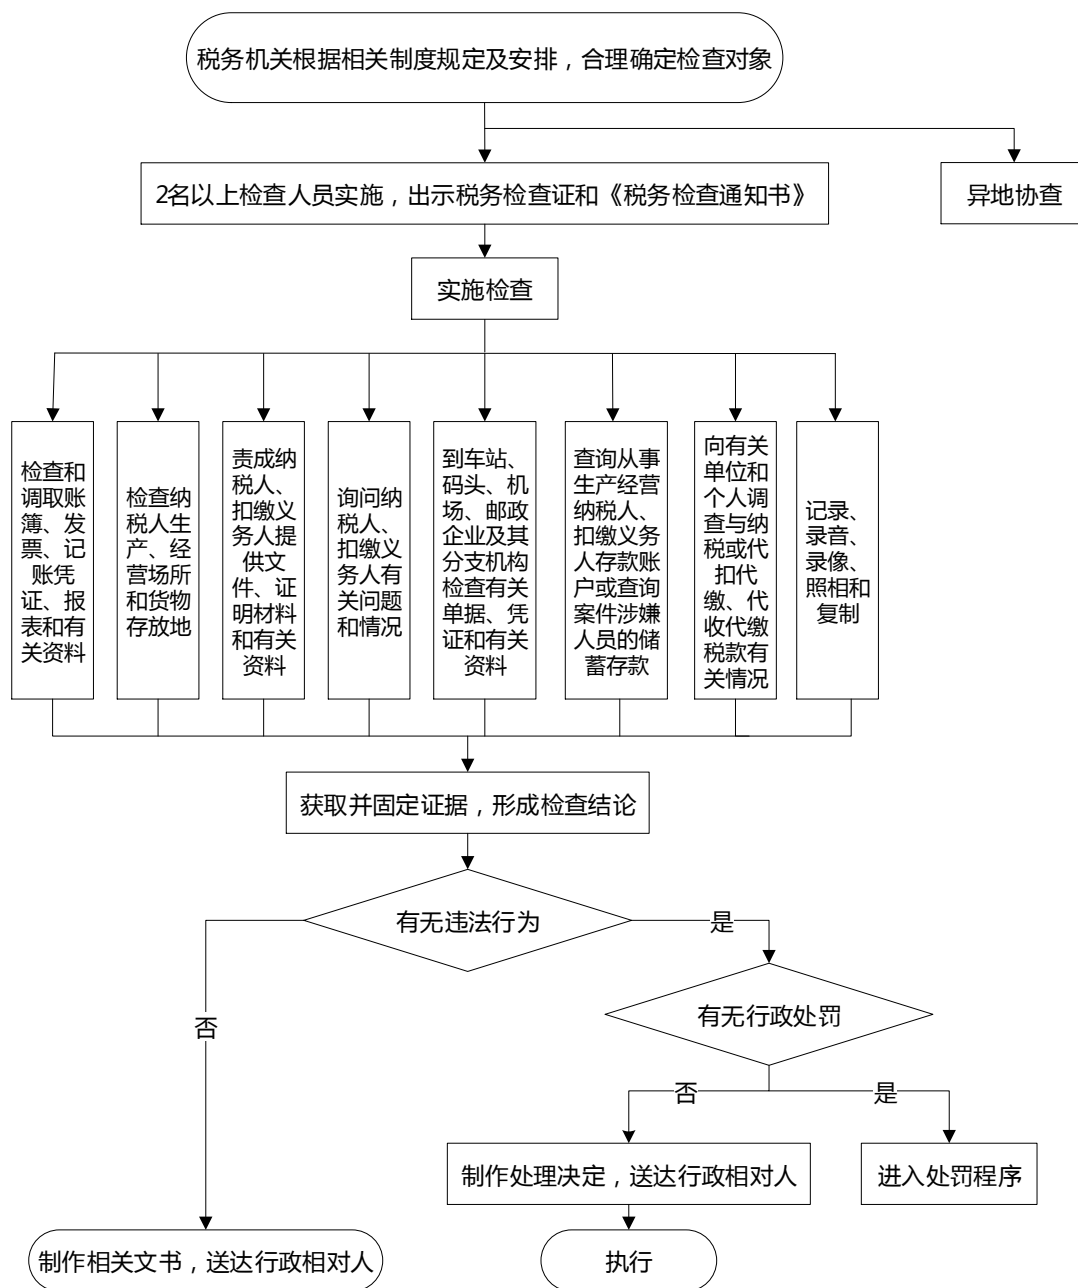 税务机关根据相关制度规定及安排，合理确定检查对象
2名以上检查人员实施，出示税务检查证和《税务检查通知书》
异地协查
实施检查
检查和
调取账
簿、发
票、记
账凭
证、报
表和有
关资料
检查纳
税人生
产、经
营场所
和货物
存放地
责成纳
税人、
扣缴义
务人提
供文
件、证
明材料
和有关
资料
询问纳
税人、
扣缴义
务人有
关问题
和情况
到车站、
码头、机
场、邮政
企业及其
分支机构
检查有关
单据、凭
证和有关
资料
查询从事
生产经营
纳税人、
扣缴义务
人存款账
户或查询
案件涉嫌
人员的储
蓄存款
向有关
单位和
个人调
查与纳
税或代
扣代
缴、代
收代缴
税款有
关情况
记录、
录音、
录像、
照相和
复制
获取并固定证据，形成检查结论
有无违法行为
是
否
有无行政处罚
否
是
制作处理决定，送达行政相对人
进入处罚程序
制作相关文书，送达行政相对人
执行